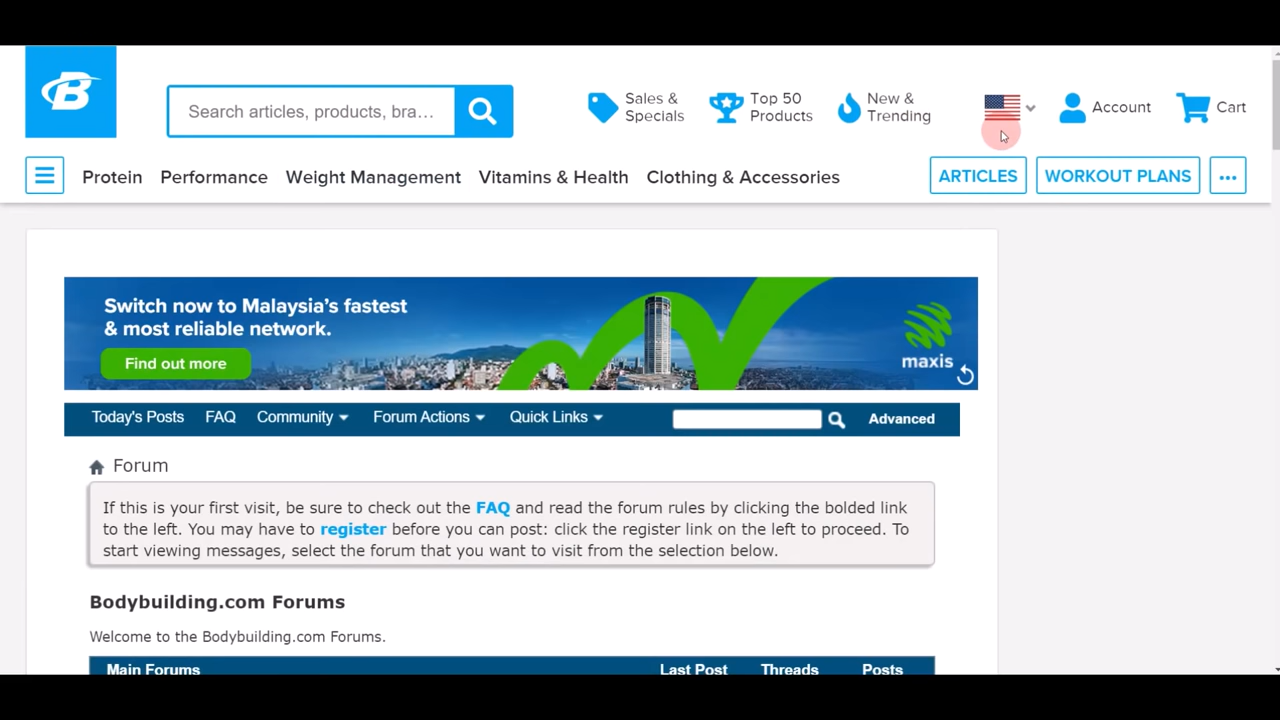 B
Search articles, products, bra...
Sales &
Specials
Top 50
Products
New &
Trending
Account
Cart
Protein
Performance
Weight Management
Vitamins & Health
Clothing & Accessories
ARTICLES
WORKOUT PLANS
...
Switch now to Malaysia's fastest
& most reliable network.
Find out more
maxis
Today's Posts
FAQ
Community
Forum Actions
Quick Links
Advanced
Forum
If this is your first visit, be sure to check out the FAQ and read the forum rules by clicking the bolded link
to the left. You may have to register before you can post: click the register link on the left to proceed. To
start viewing messages, select the forum that you want to visit from the selection below.
Bodybuilding.com Forums
Welcome to the Bodybuilding.com Forums.
Main Forums
Last Post
Threads
Posts